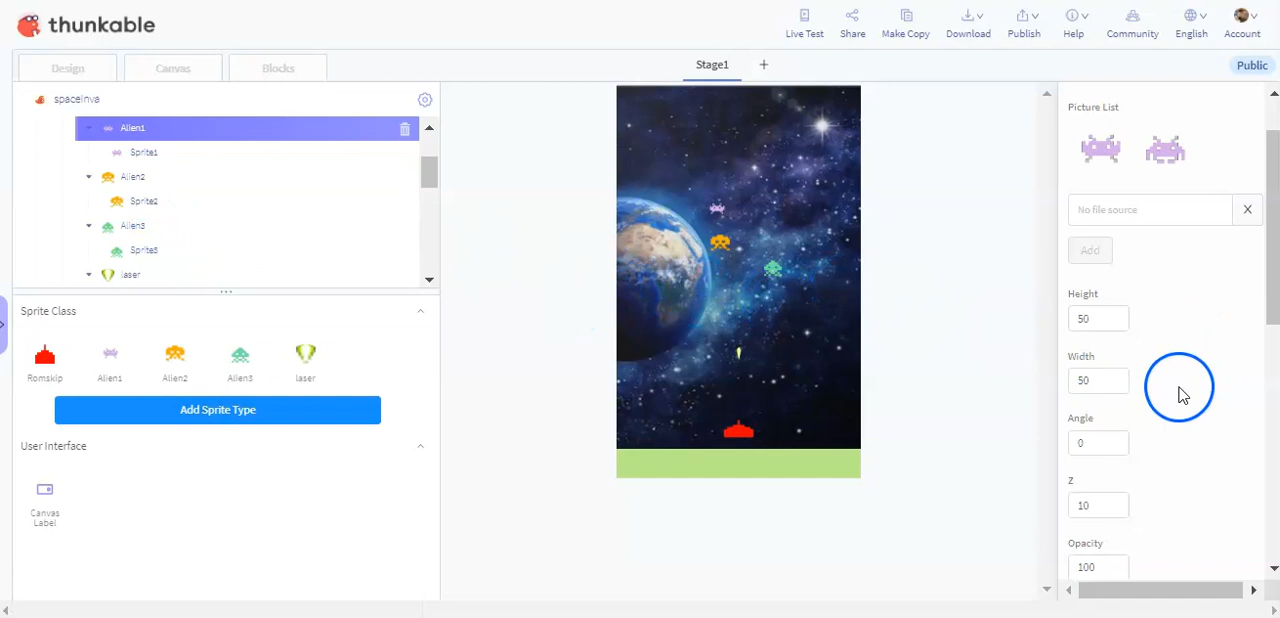 thunkable
Live Test
Share
Make Copy
Download
Publish
Help
Community
English
Account
Design
Canvas
Blocks
Stage1
+
Public
spaceinva
Alien1
Sprite1
Alien2
Sprite2
Alien3
Sprite5
laser
Sprite Class
Romskip
Alien1
Alien2
Alien3
laser
Add Sprite Type
User Interface
Canvas
Label
Picture List
No file source
X
Add
Height
50
Width
50
Angle
0
Z
10
Opacity
100